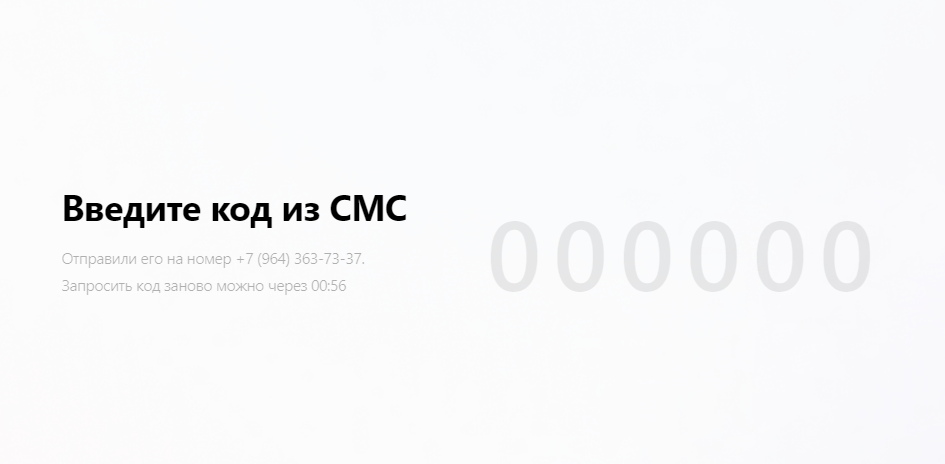 Введите код из СМС
Отправили его на номер +7 (964) 363-73-37.
Запросить код заново можно через 00:56
000000